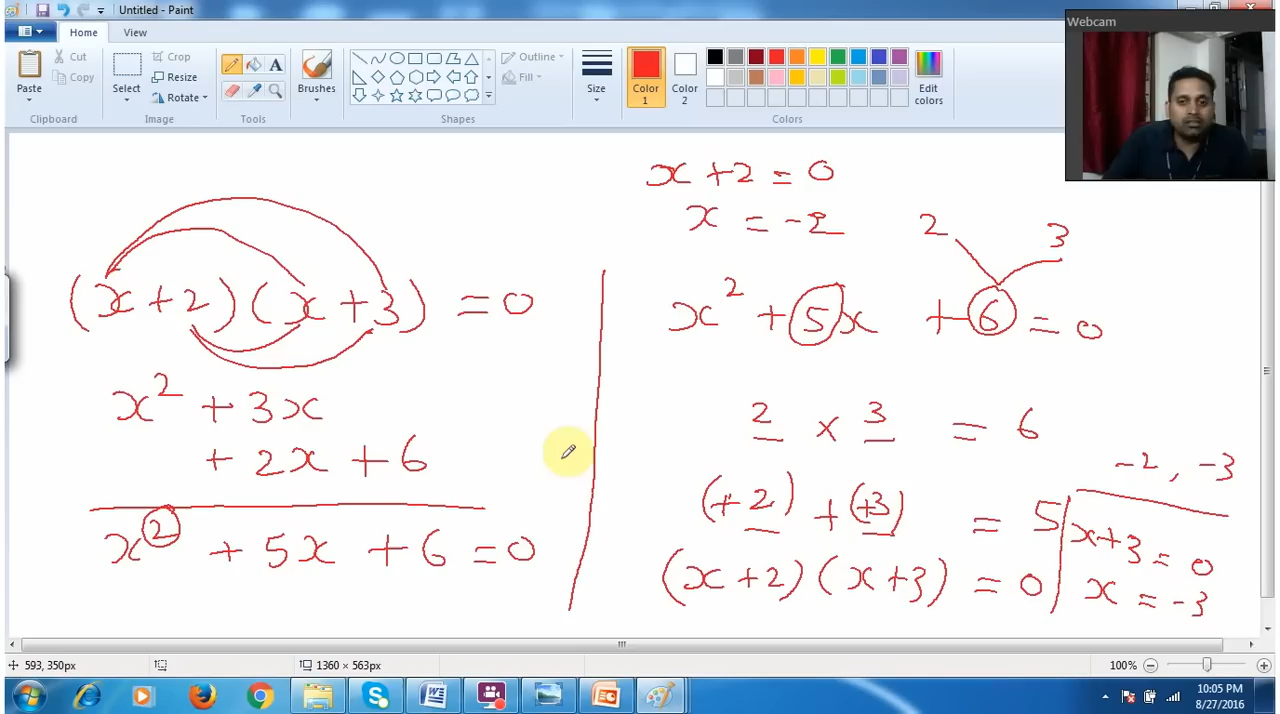 Untitled - Paint
Webcam
Home View
Cut
Copy
Paste
Clipboard
Select
Crop
Resize
Rotate
Image
Tools
Brushes
Shapes
Outline
Fill
Size
Color 1
Color 2
Edit colors
Colors
(x+2)(x+3) = 0
x² + 3x
+ 2x + 6
x² + 5x + 6 = 0
x + 2 = 0
x = -2
2 3
x² + 5x + 6 = 0
2 × 3 = 6
(+2) + (+3) = 5
(x+2)(x+3) = 0
-2, -3
x+3 = 0
x = -3
593, 350px
1360 × 563px
100%
10:05 PM
8/27/2016